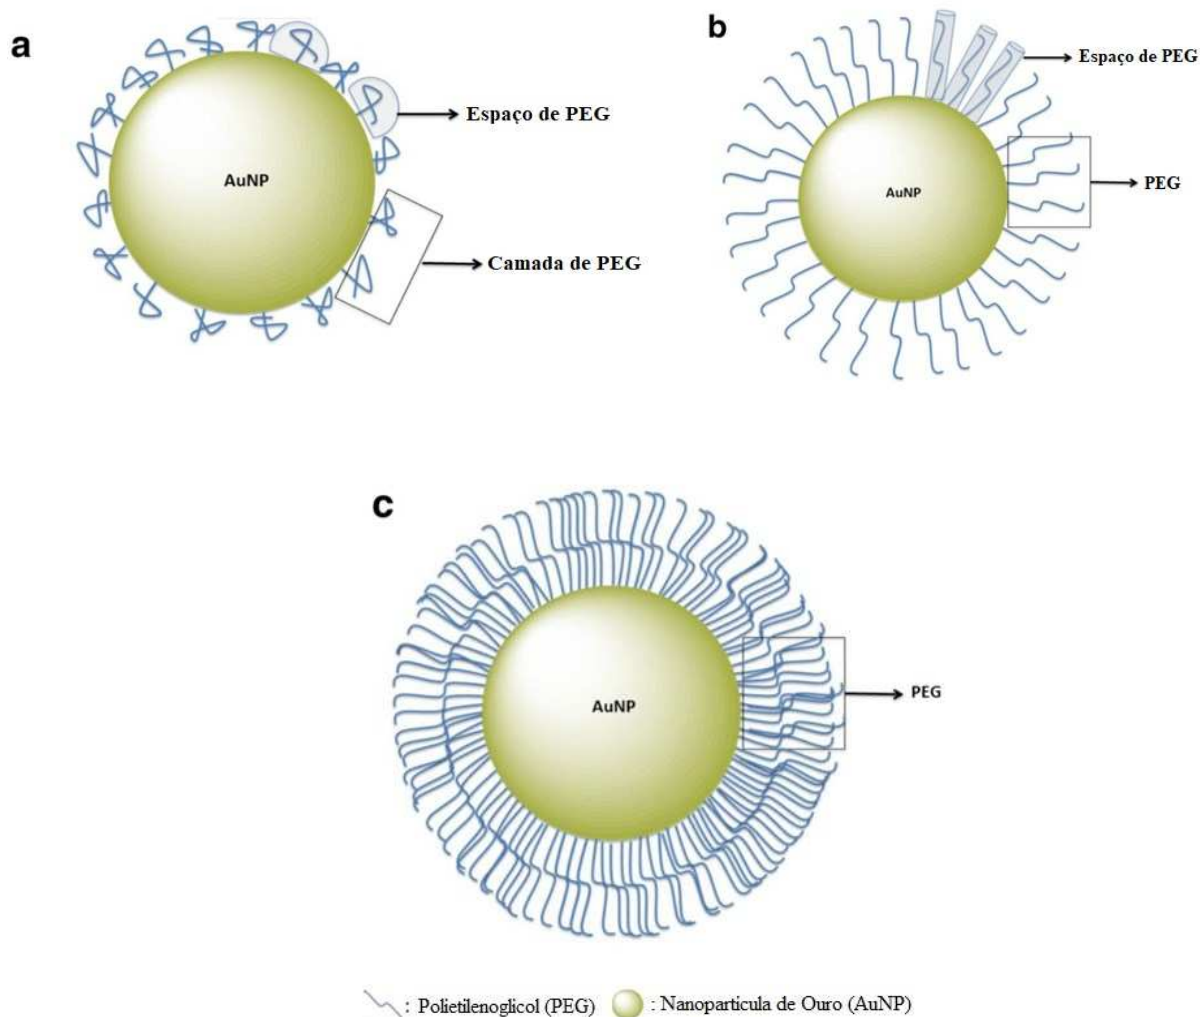 a
AuNP
Espaço de PEG
Camada de PEG
b
AuNP
Espaço de PEG
PEG
c
AuNP
PEG
: Polietilenoglicol (PEG) : Nanopartícula de Ouro (AuNP)